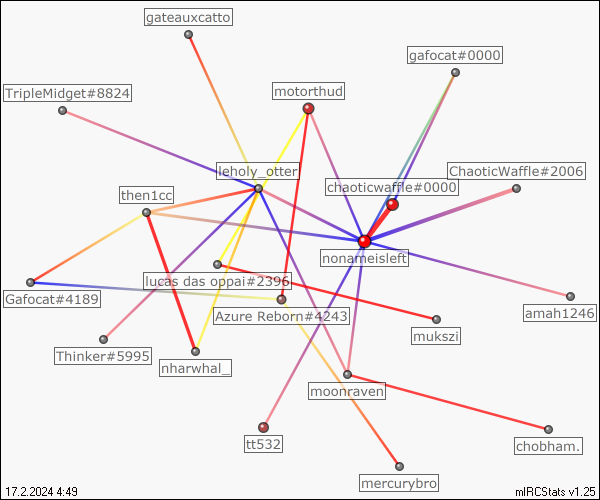 gateauxcatto
gafocat#0000
TripleMidget#8824
motorthud
leholy_otter
ChaoticWaffle#2006
chaoticwaffle#0000
then1cc
nonameisleft
lucas das oppai#2396
Gafocat#4189
Azure Reborn#4243
amah1246
mukszi
Thinker#5995
nharwhal_
moonraven
tt532
chobham.
mercurybro
17.2.2024 4:49
mIRCStats v1.25